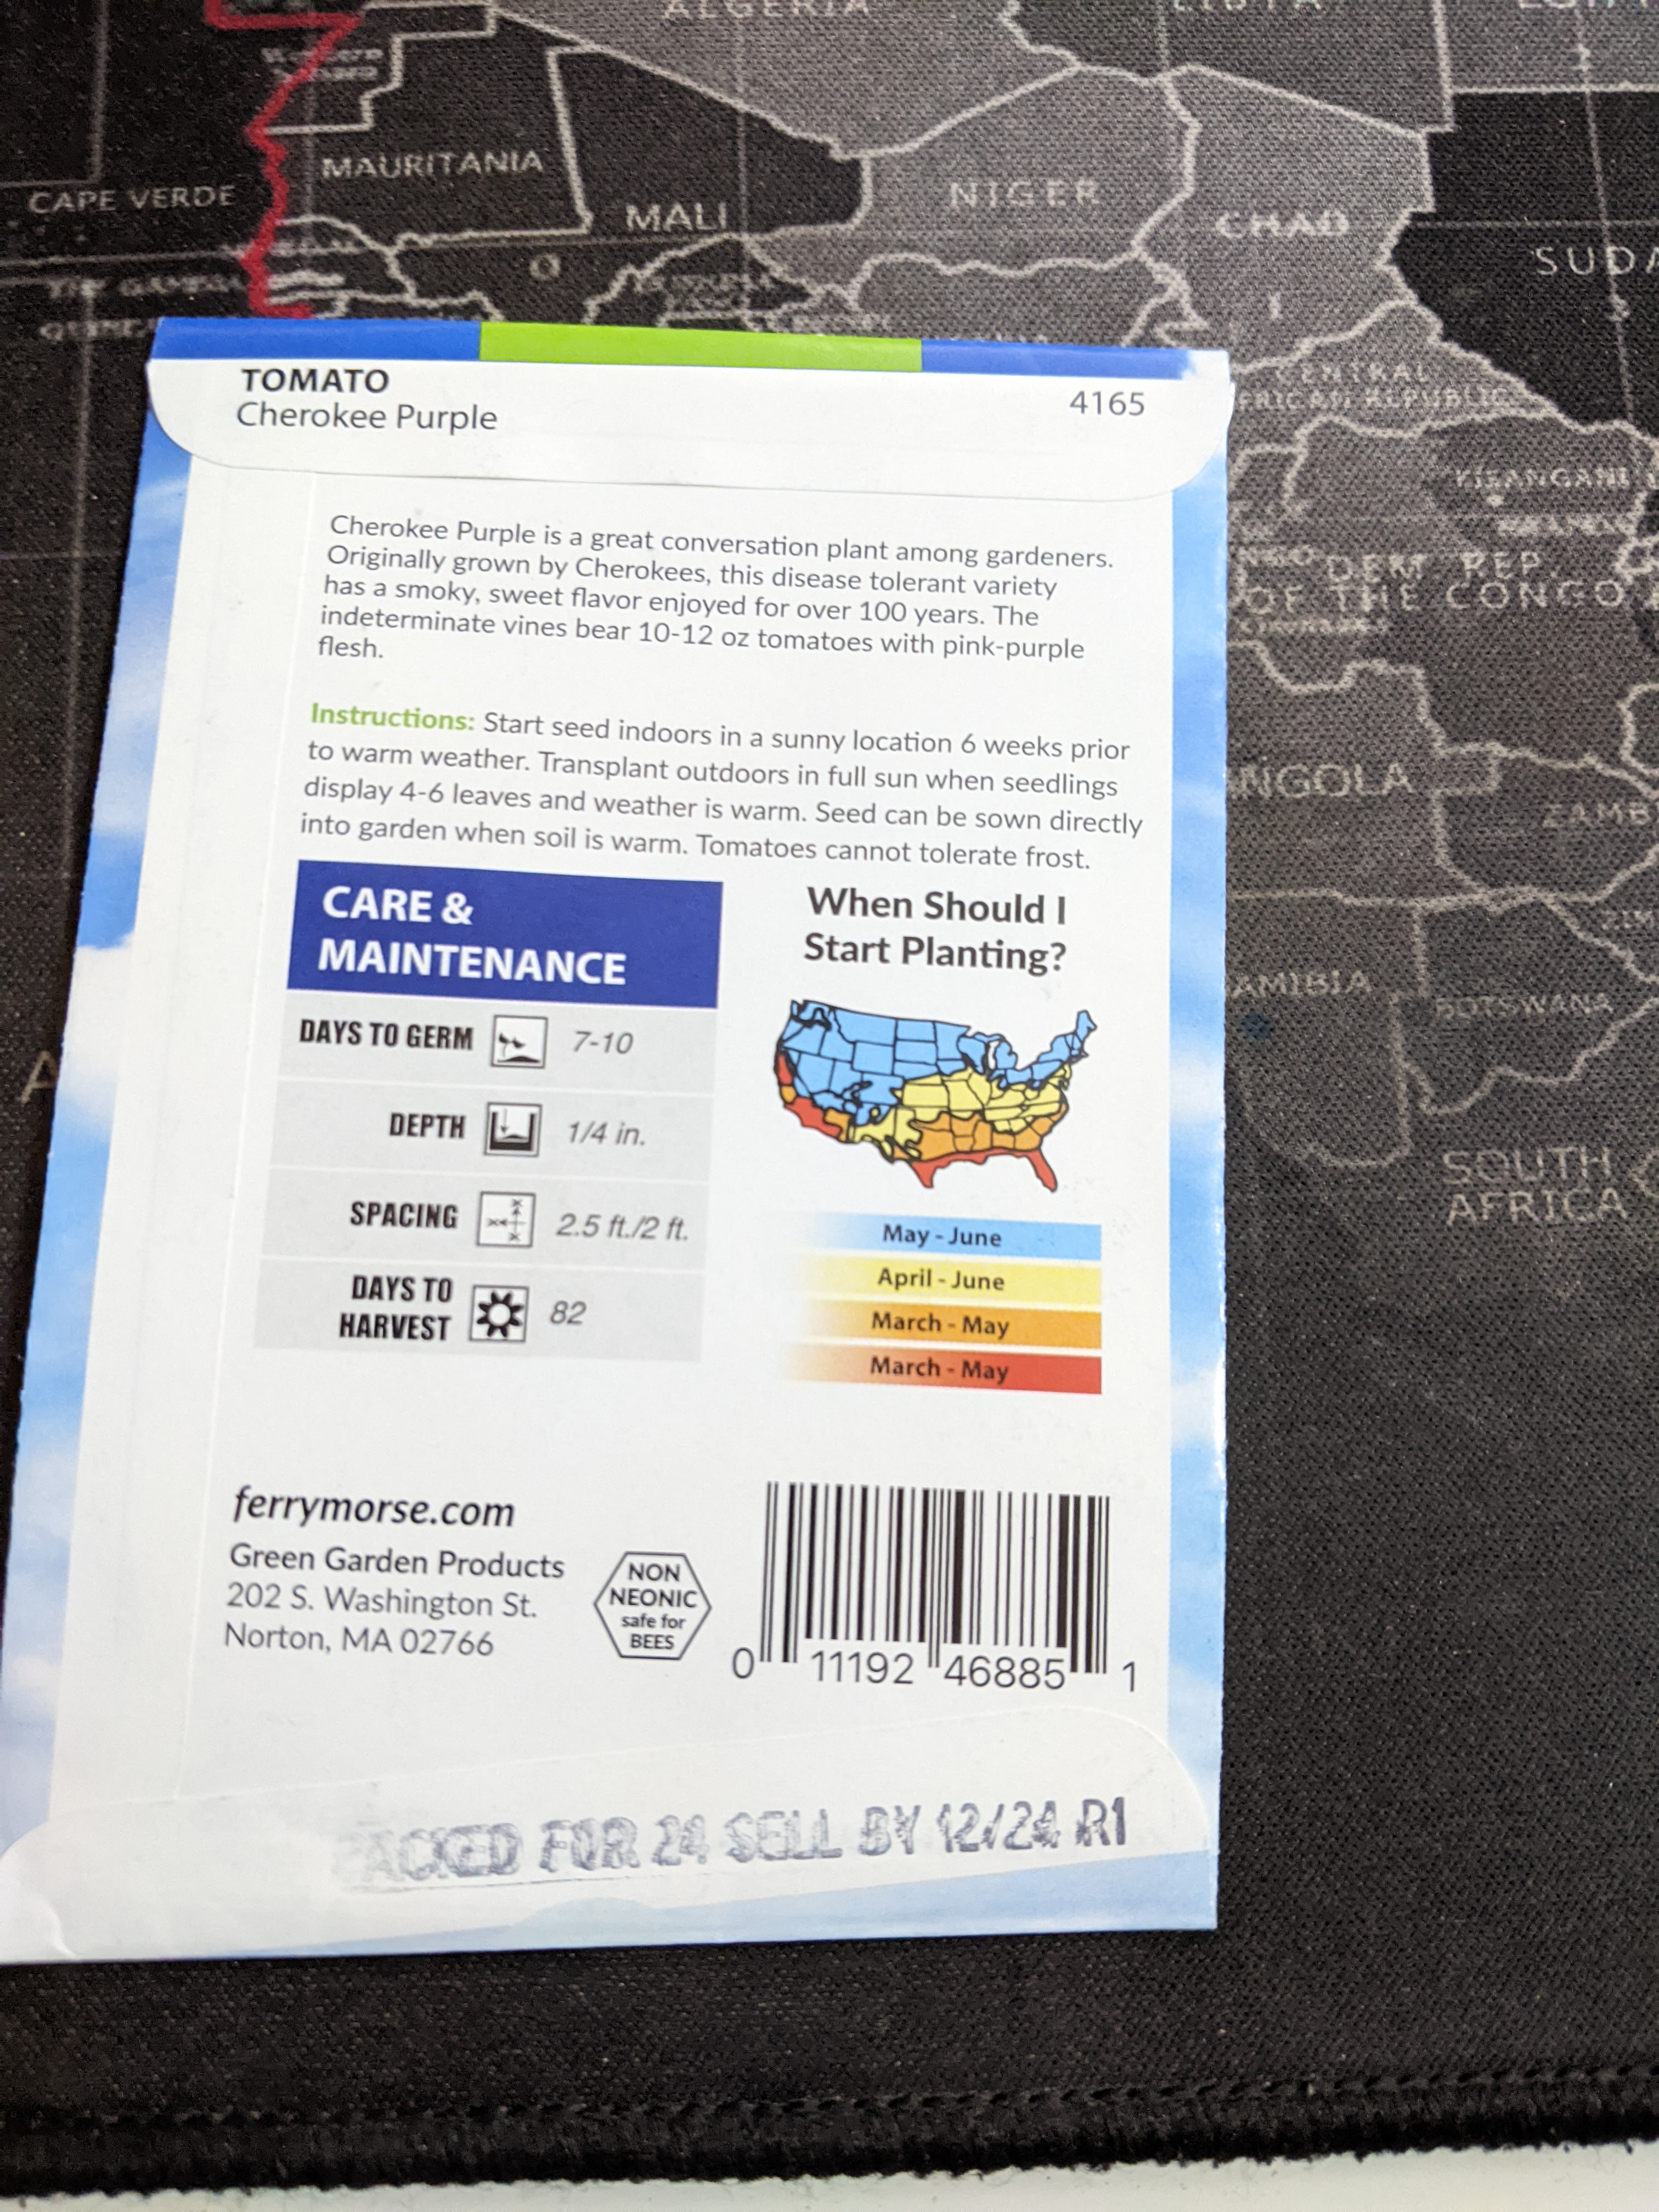 ALGERIA
MAURITANIA
CAPE VERDE
MALI
NIGER
CHAD
TOMATO
Cherokee Purple
4165
CENTRAL
KISANGANI
DEM REP
OF THE CONGO
SOUTH
AFRICA
BOTSWANA
Cherokee Purple is a great conversation plant among gardeners.
Originally grown by Cherokees, this disease tolerant variety
has a smoky, sweet flavor enjoyed for over 100 years. The
indeterminate vines bear 10-12 oz tomatoes with pink-purple
flesh.
Instructions: Start seed indoors in a sunny location 6 weeks prior
to warm weather. Transplant outdoors in full sun when seedlings
display 4-6 leaves and weather is warm. Seed can be sown directly
into garden when soil is warm. Tomatoes cannot tolerate frost.
CARE &
MAINTENANCE
DAYS TO GERM 7-10
DEPTH 1/4 in.
SPACING 2.5 ft./2 ft.
DAYS TO
HARVEST 82
When Should I
Start Planting?
May - June
April - June
March - May
March - May
ferrymorse.com
Green Garden Products
202 S. Washington St.
Norton, MA 02766
NON
NEONIC
safe for
BEES
0 11192 46885 1
PACKED FOR 24 SELL BY 12/24 R1